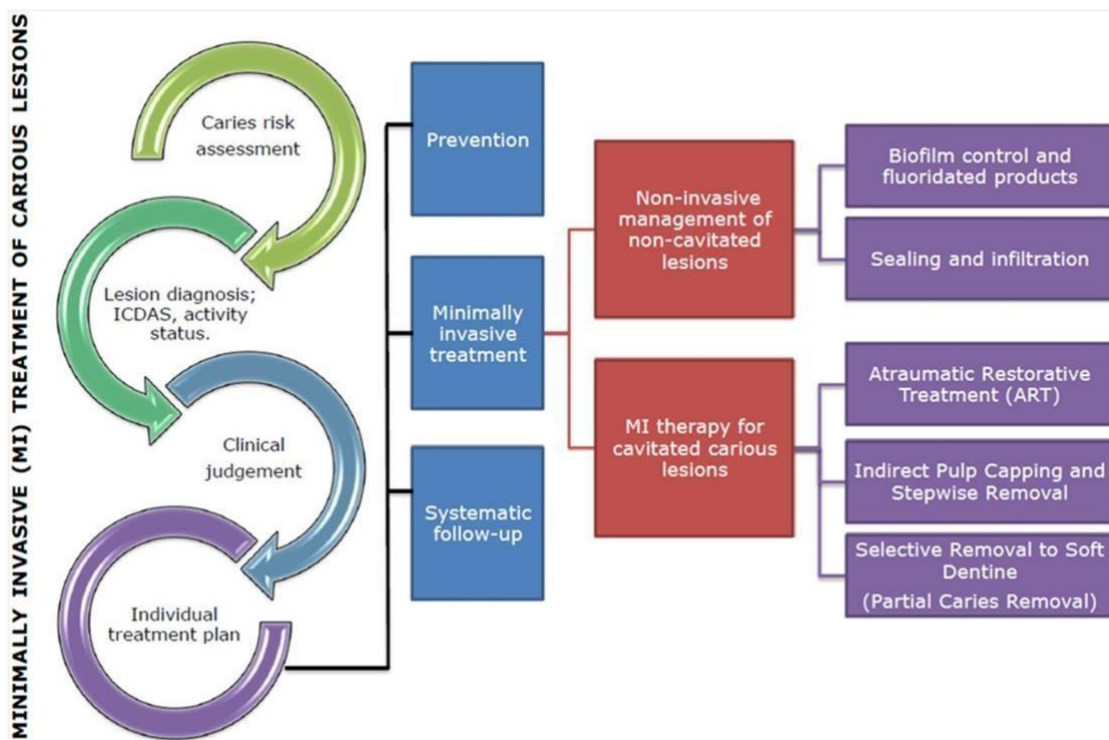 MINIMALLY INVASIVE (MI) TREATMENT OF CARIOUS LESIONS
Caries risk
assessment
Lesion diagnosis;
ICDAS, activity
status.
Clinical
judgement
Individual
treatment plan
Prevention
Minimally
invasive
treatment
Systematic
follow-up
Non-invasive
management of
non-cavitated
lesions
MI therapy for
cavitated carious
lesions
Biofilm control and
fluoridated products
Sealing and infiltration
Atraumatic Restorative
Treatment (ART)
Indirect Pulp Capping and
Stepwise Removal
Selective Removal to Soft
Dentine
(Partial Caries Removal)